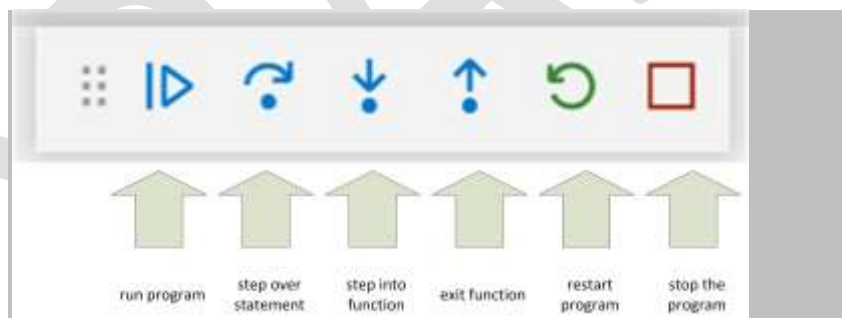 run program
step over
statement
step into
function
exit function
restart
program
stop the
program